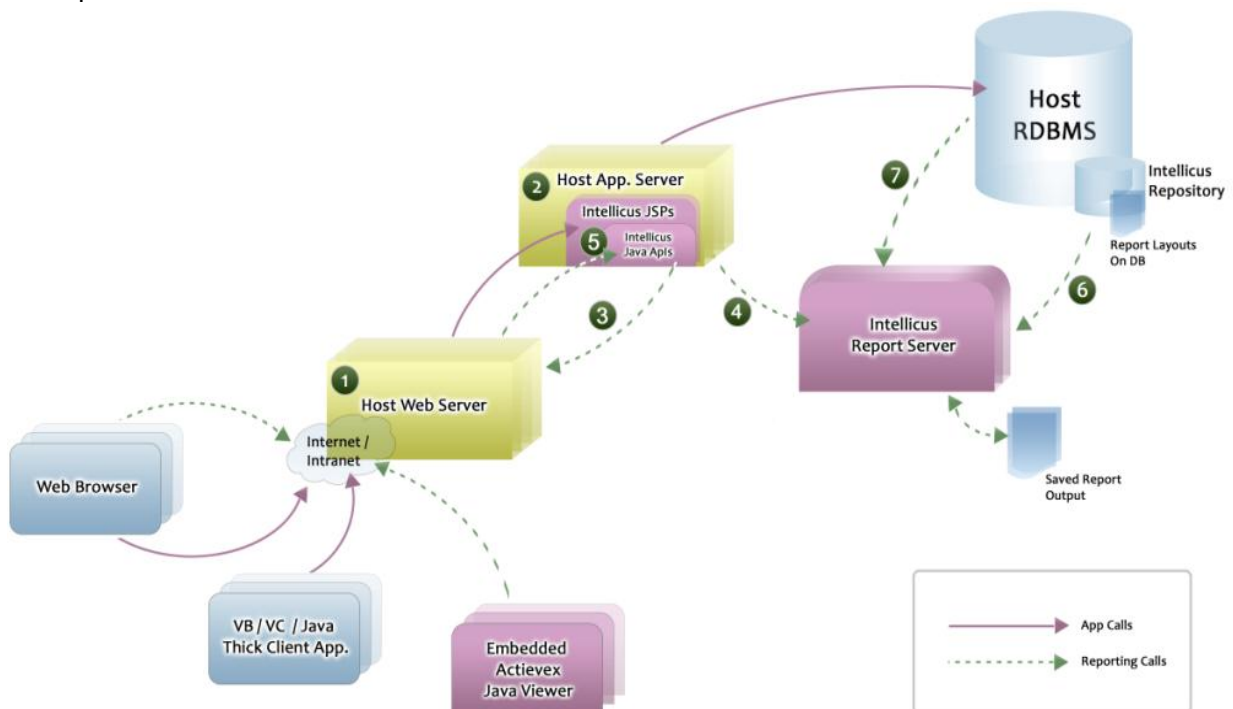 Host
RDBMS
Intellicus
Repository
Report Layouts
On DB
2
Host App. Server
Intellicus JSPs
5
Intellicus
Java Apis
7
6
3
4
Intellicus
Report Server
1
Host Web Server
Internet /
Intranet
Web Browser
Saved Report
Output
VB / VC / Java
Thick Client App.
Embedded
Actievex
Java Viewer
App Calls
Reporting Calls